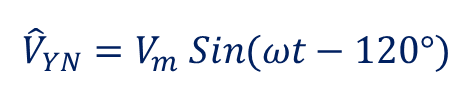 V̂_YN = V_m Sin(ωt − 120°)